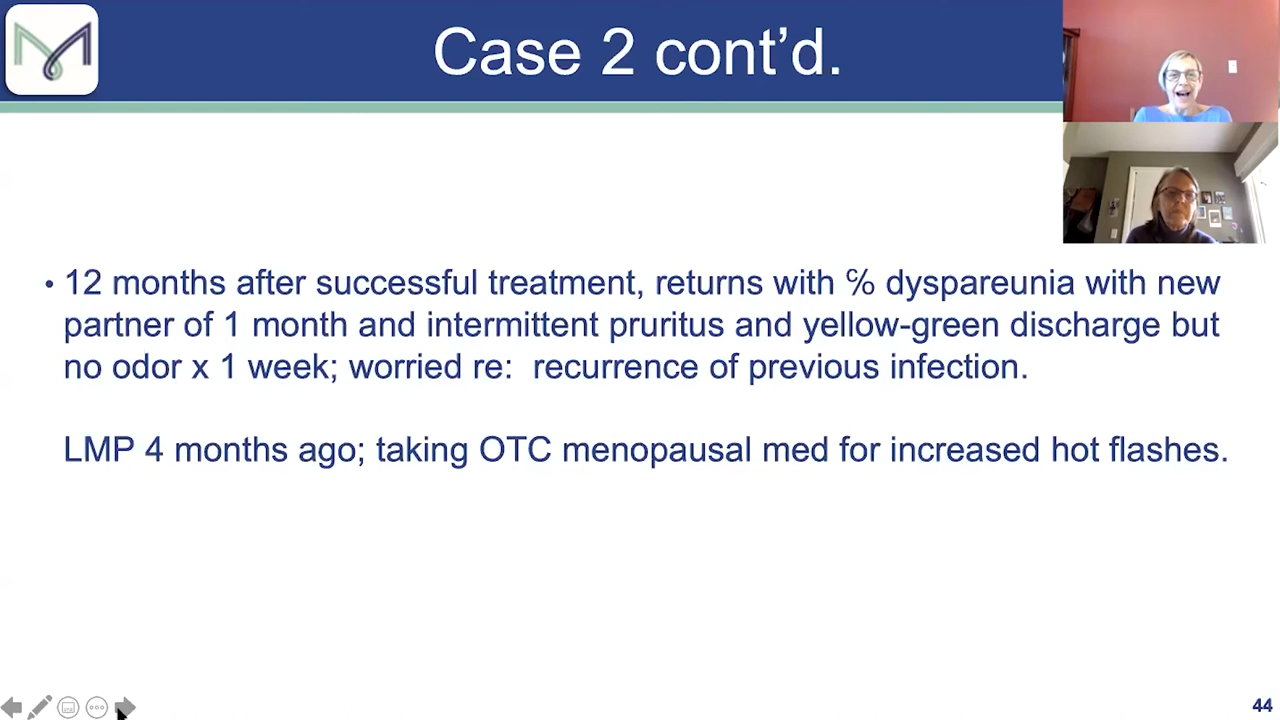 Case 2 cont’d.
• 12 months after successful treatment, returns with ℅ dyspareunia with new
partner of 1 month and intermittent pruritus and yellow-green discharge but
no odor x 1 week; worried re:  recurrence of previous infection.
LMP 4 months ago; taking OTC menopausal med for increased hot flashes.
44